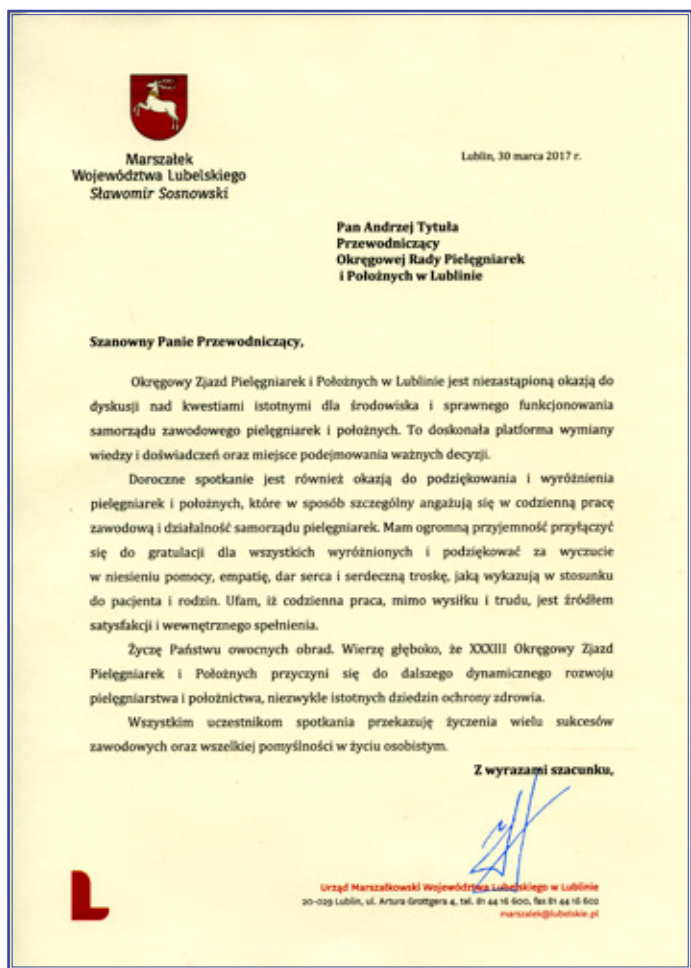 Marszałek
Województwa Lubelskiego
Sławomir Sosnowski
Lublin, 30 marca 2017 r.
Pan Andrzej Tytuła
Przewodniczący
Okręgowej Rady Pielęgniarek
i Położnych w Lublinie
Szanowny Panie Przewodniczący,
Okręgowy Zjazd Pielęgniarek i Położnych w Lublinie jest niezastąpioną okazją do
dyskusji nad kwestiami istotnymi dla środowiska i sprawnego funkcjonowania
samorządu zawodowego pielęgniarek i położnych. To doskonała platforma wymiany
wiedzy i doświadczeń oraz miejsce podejmowania ważnych decyzji.
Doroczne spotkanie jest również okazją do podziękowania i wyróżnienia
pielęgniarek i położnych, które w sposób szczególny angażują się w codzienną pracę
zawodową i działalność samorządu pielęgniarek. Mam ogromną przyjemność przyłączyć
się do gratulacji dla wszystkich wyróżnionych i podziękować za wyczucie
w niesieniu pomocy, empatię, dar serca i serdeczną troskę, jaką wykazują w stosunku
do pacjenta i rodzin. Ufam, iż codzienna praca, mimo wysiłku i trudu, jest źródłem
satysfakcji i wewnętrznego spełnienia.
Życzę Państwu owocnych obrad. Wierzę głęboko, że XXXIII Okręgowy Zjazd
Pielęgniarek i Położnych przyczyni się do dalszego dynamicznego rozwoju
pielęgniarstwa i położnictwa, niezwykle istotnych dziedzin ochrony zdrowia.
Wszystkim uczestnikom spotkania przekazuję życzenia wielu sukcesów
zawodowych oraz wszelkiej pomyślności w życiu osobistym.
Z wyrazami szacunku,
Urząd Marszałkowski Województwa Lubelskiego w Lublinie
20-029 Lublin, ul. Artura Grottgera 4, tel. 81 44 16 600, fax 81 44 16 602
marszalek@lubelskie.pl